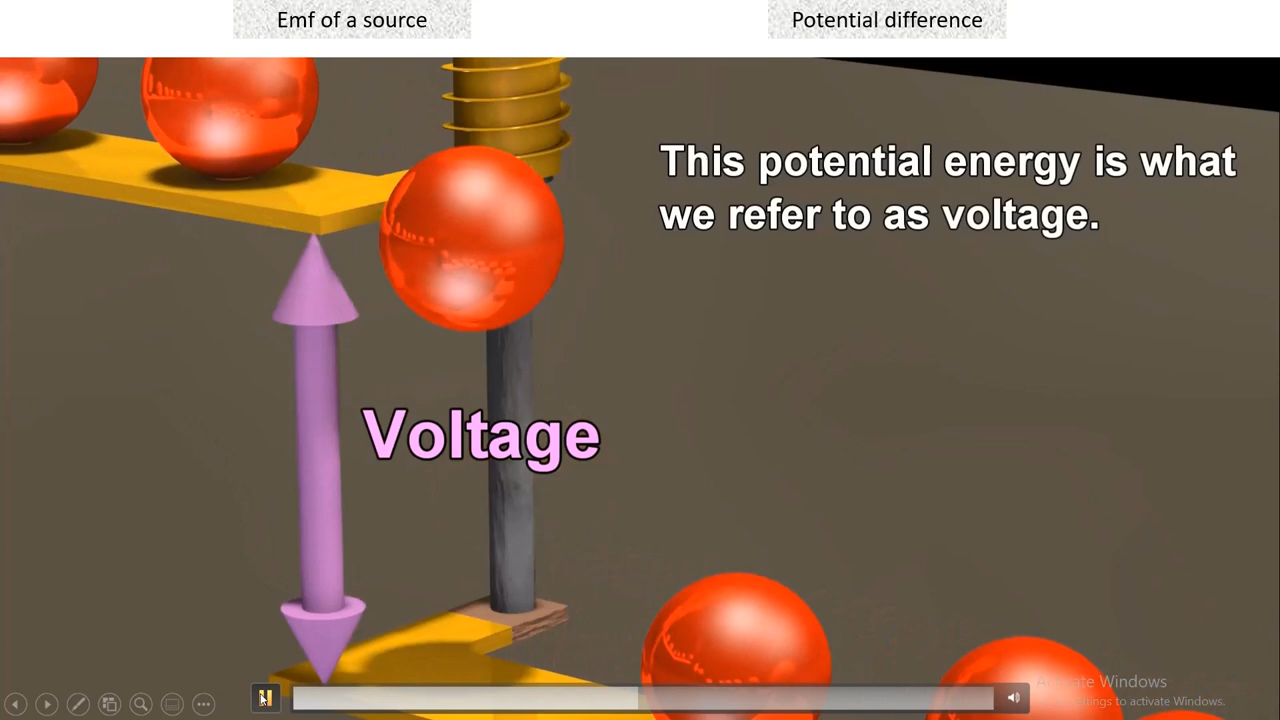 Emf of a source
Potential difference
This potential energy is what
we refer to as voltage.
Voltage
Activate Windows